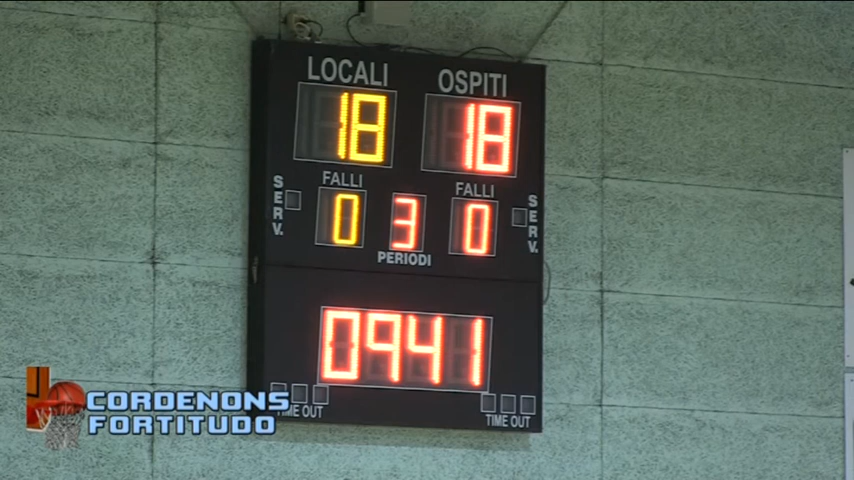 LOCALI OSPITI
18 18
FALLI FALLI
SERV. 0 3 0 SERV.
PERIODI
0941
TIME OUT TIME OUT
CORDENONS
FORTITUDO